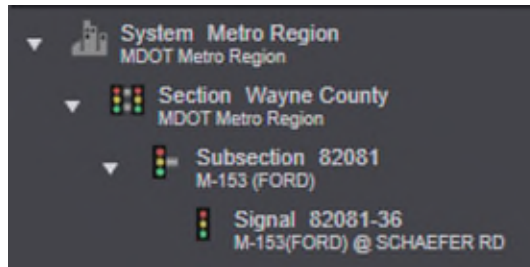 System Metro Region
MDOT Metro Region
Section Wayne County
MDOT Metro Region
Subsection 82081
M-153 (FORD)
Signal 82081-36
M-153(FORD) @ SCHAEFER RD